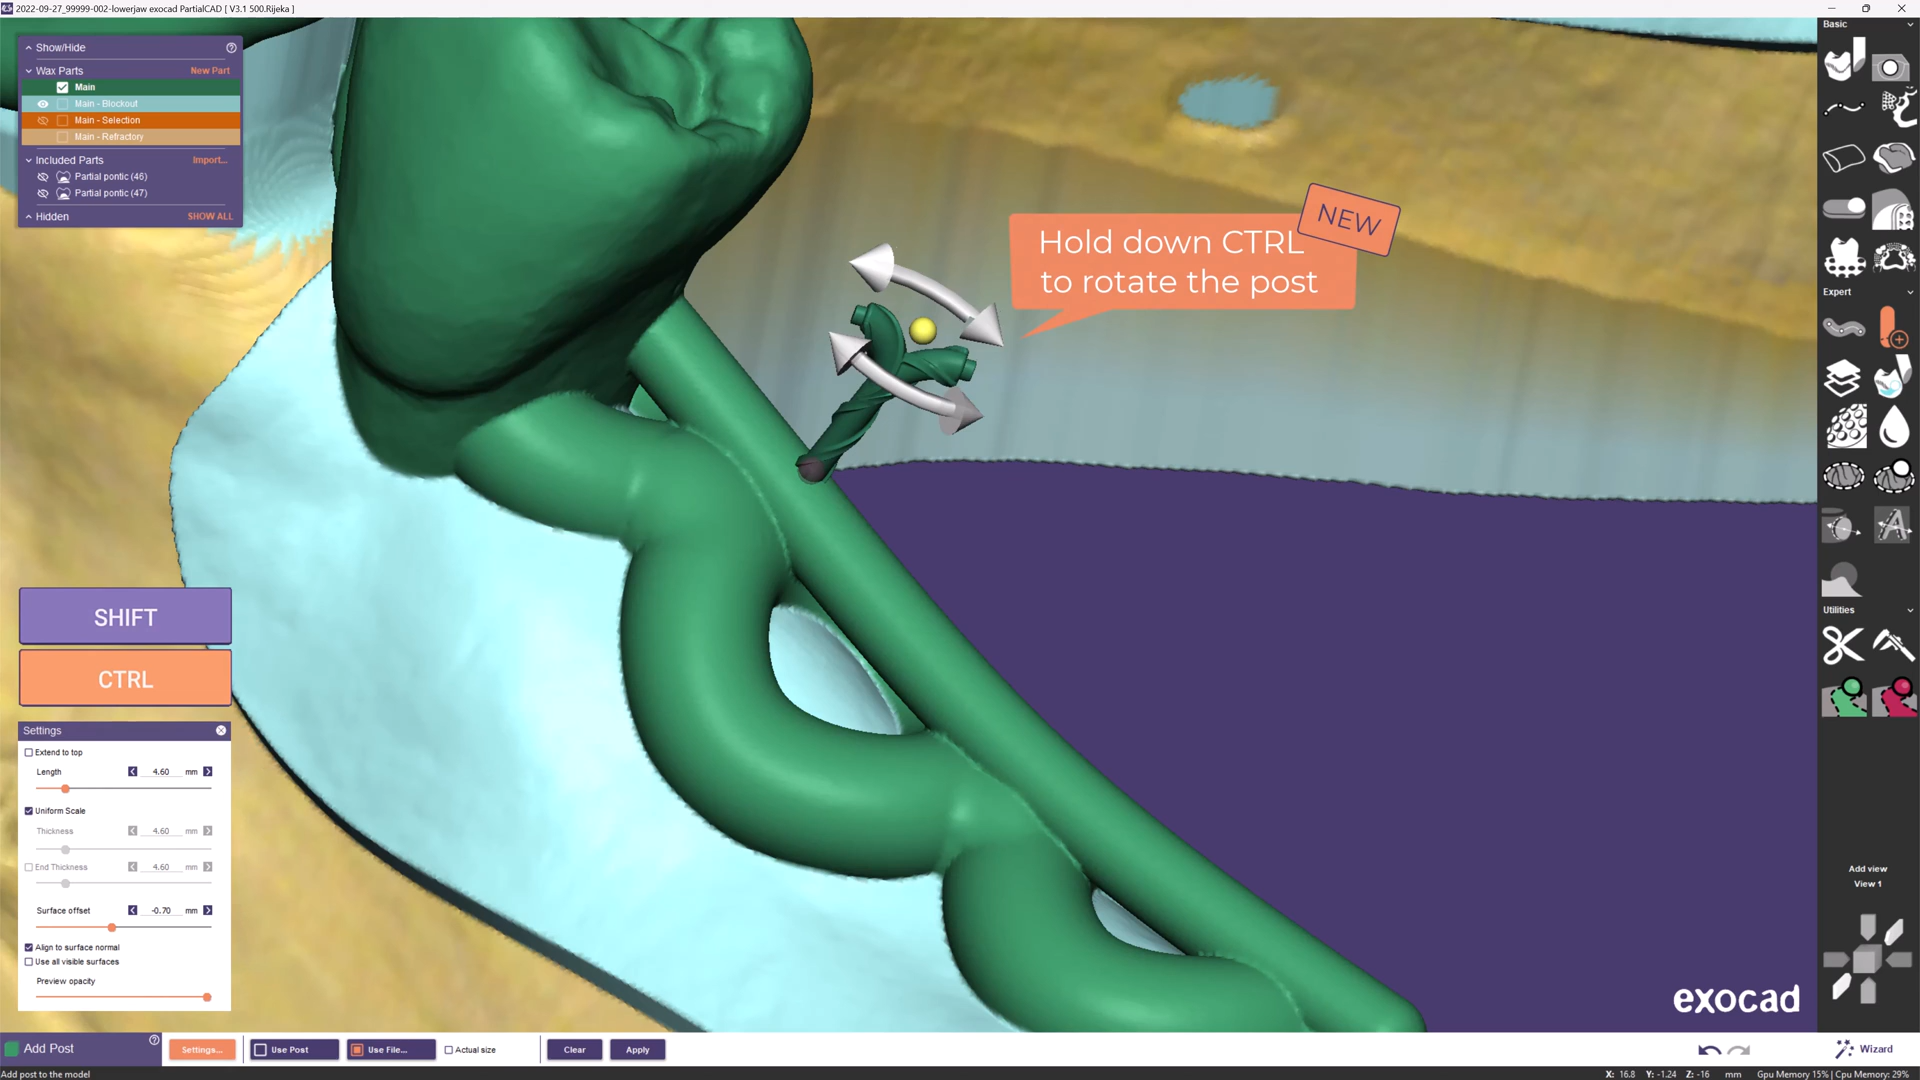 2022-09-27_99999-002-lowerjaw exocad PartialCAD [ V3.1 500.Rijeka ]
Show/Hide
Wax Parts
New Part
Main
Main - Blockout
Main - Selection
Main - Refractory
Included Parts
Import...
Partial pontic (46)
Partial pontic (47)
Hidden
SHOW ALL
NEW
Hold down CTRL
to rotate the post
SHIFT
CTRL
Settings
Extend to top
Length
4.60 mm
Uniform Scale
Thickness
4.60 mm
End Thickness
4.60 mm
Surface offset
-0.70 mm
Align to surface normal
Use all visible surfaces
Preview opacity
Basic
Expert
Utilities
Add view
View 1
exocad
Add Post
Settings...
Use Post
Use File...
Actual size
Clear
Apply
Wizard
Add post to the model
X: 16.8 Y: -1.24 Z: -16 mm Gpu Memory 15% | Cpu Memory: 29%